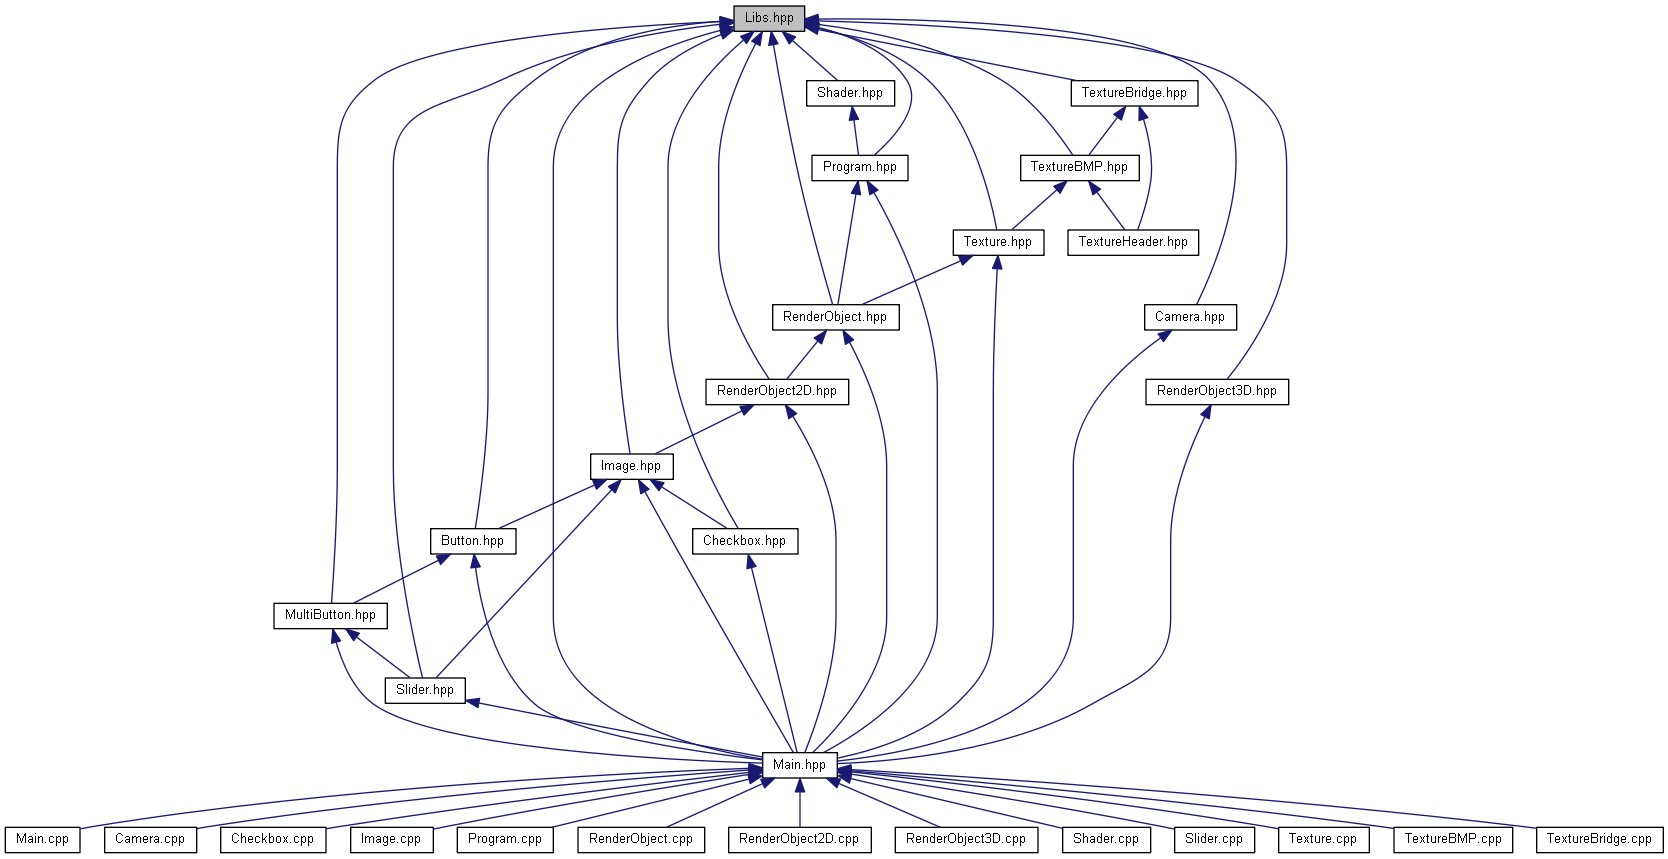 Libs.hpp
Shader.hpp
TextureBridge.hpp
Program.hpp
TextureBMP.hpp
Texture.hpp
TextureHeader.hpp
RenderObject.hpp
Camera.hpp
RenderObject2D.hpp
RenderObject3D.hpp
Image.hpp
Button.hpp
Checkbox.hpp
MultiButton.hpp
Slider.hpp
Main.hpp
Main.cpp
Camera.cpp
Checkbox.cpp
Image.cpp
Program.cpp
RenderObject.cpp
RenderObject2D.cpp
RenderObject3D.cpp
Shader.cpp
Slider.cpp
Texture.cpp
TextureBMP.cpp
TextureBridge.cpp